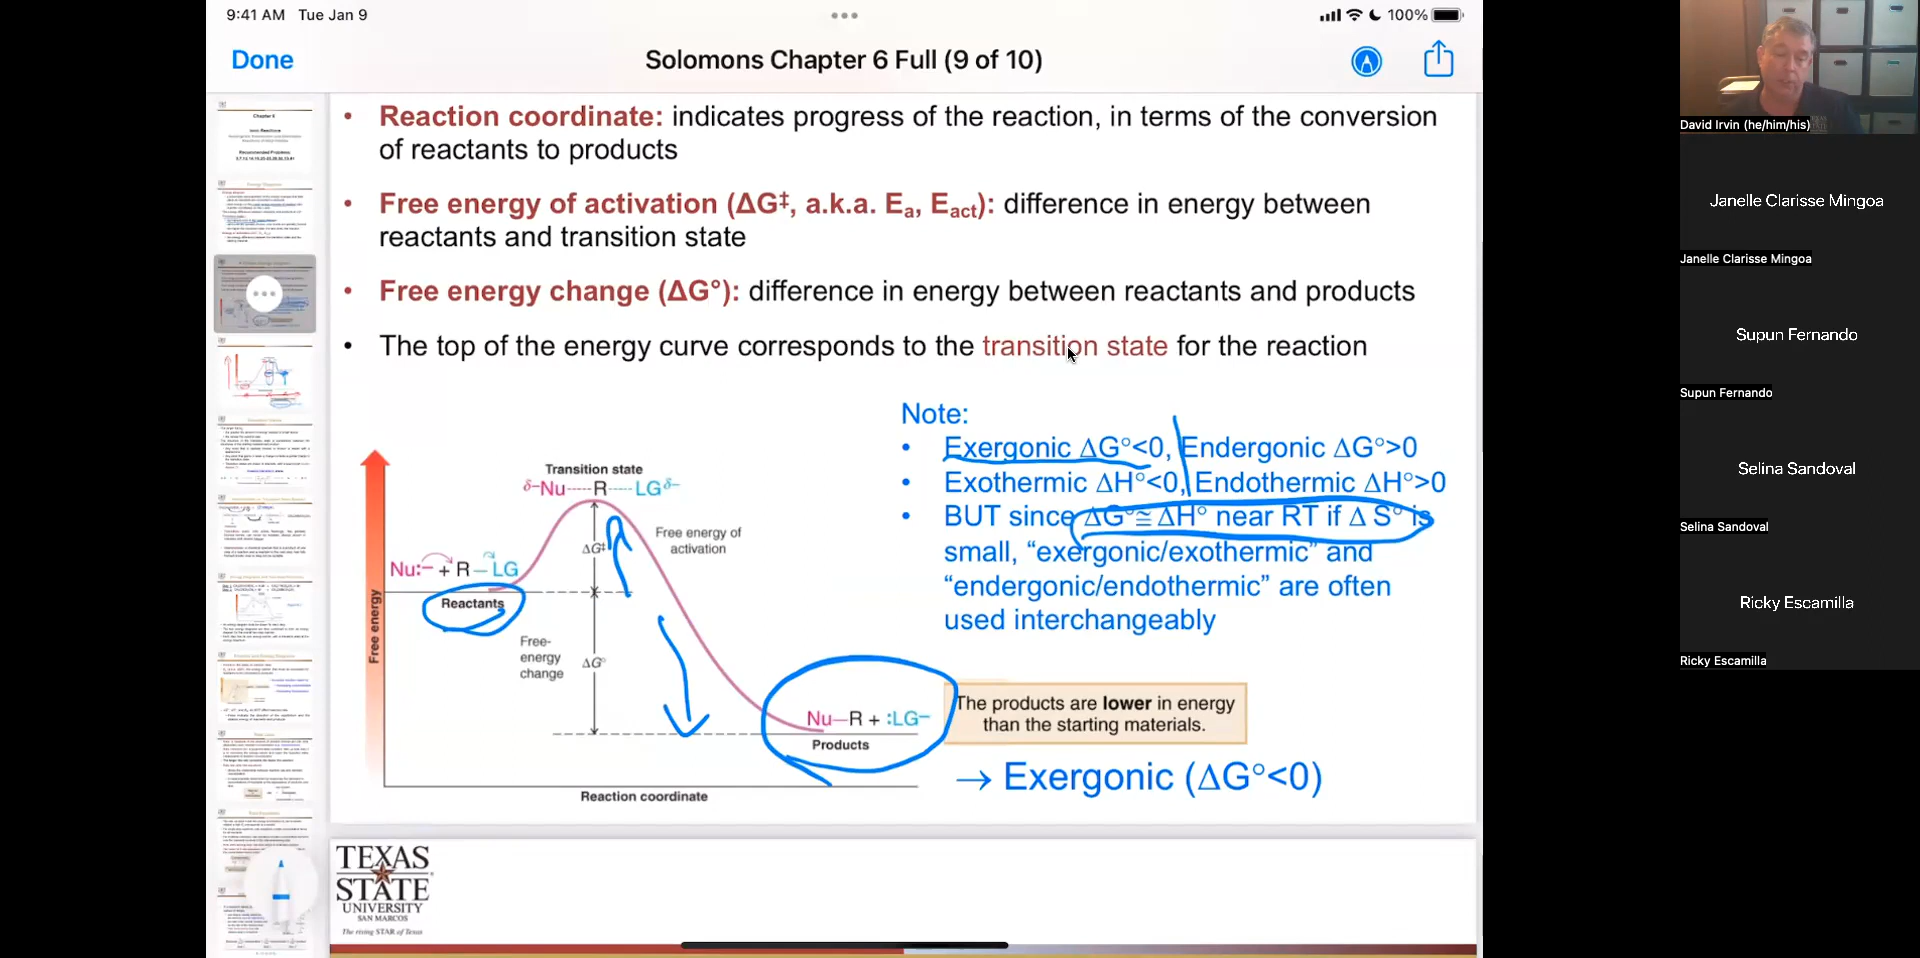 9:41 AM Tue Jan 9
100%
Done
Solomons Chapter 6 Full (9 of 10)
• Reaction coordinate: indicates progress of the reaction, in terms of the conversion
of reactants to products
• Free energy of activation (ΔG‡, a.k.a. Ea, Eact): difference in energy between
reactants and transition state
• Free energy change (ΔG°): difference in energy between reactants and products
• The top of the energy curve corresponds to the transition state for the reaction
Note:
• Exergonic ΔG°<0, Endergonic ΔG°>0
• Exothermic ΔH°<0, Endothermic ΔH°>0
• BUT since ΔG°≅ΔH° near RT if ΔS° is
small, “exergonic/exothermic” and
“endergonic/endothermic” are often
used interchangeably
Transition state
δ−Nu-----R-----LGδ−
Free energy of
activation
ΔG‡
Nu:− + R−LG
Reactants
Free energy
Free-
energy
change
ΔG°
Nu−R + :LG−
Products
Reaction coordinate
The products are lower in energy
than the starting materials.
→ Exergonic (ΔG°<0)
TEXAS
STATE
UNIVERSITY
SAN MARCOS
The rising STAR of Texas
David Irvin (he/him/his)
Janelle Clarisse Mingoa
Janelle Clarisse Mingoa
Supun Fernando
Supun Fernando
Selina Sandoval
Selina Sandoval
Ricky Escamilla
Ricky Escamilla